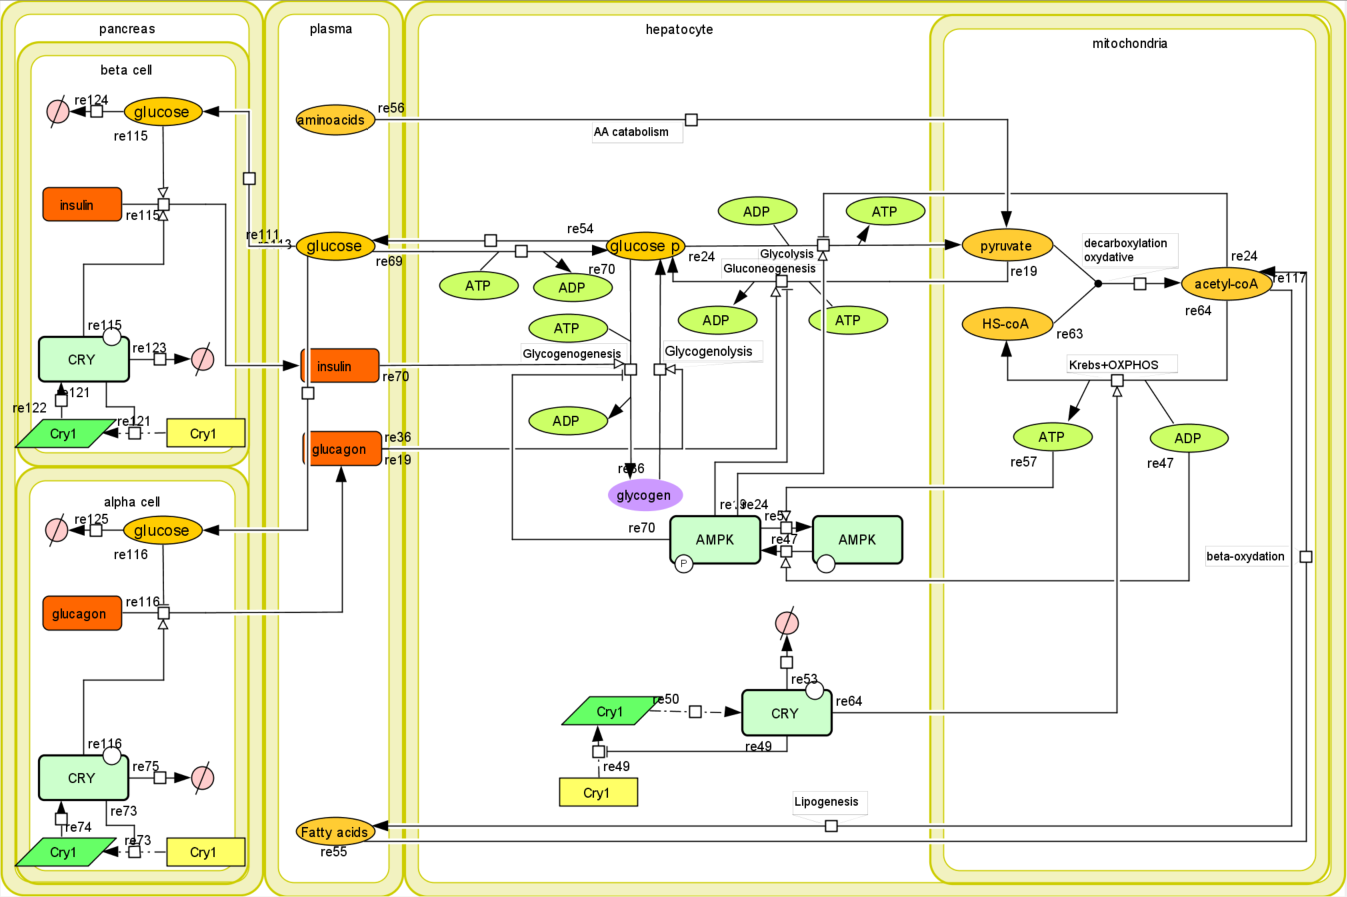 pancreas
plasma
hepatocyte
mitochondria
beta cell
re124
glucose
re115
insulin
re115
re111
re115
CRY
re123
re121
re122
Cry1
re121
Cry1
alpha cell
re125
glucose
re116
glucagon
re116
re116
CRY
re75
re73
re74
Cry1
re73
Cry1
aminoacids
re56
glucose
re69
insulin
re70
glucagon
re36
re19
Fatty acids
re55
AA catabolism
re54
re70
ATP
ADP
glucose p
re24
ADP
ATP
Glycolysis
Gluconeogenesis
ADP
ATP
ATP
Glycogenogenesis
Glycogenolysis
ADP
glycogen
re70
re24
AMPK
P
re47
AMPK
re53
Cry1
re50
CRY
re64
re49
re49
Cry1
Lipogenesis
pyruvate
re19
decarboxylation
oxydative
re24
re117
acetyl-coA
re64
HS-coA
re63
Krebs+OXPHOS
ATP
re57
ADP
re47
beta-oxydation